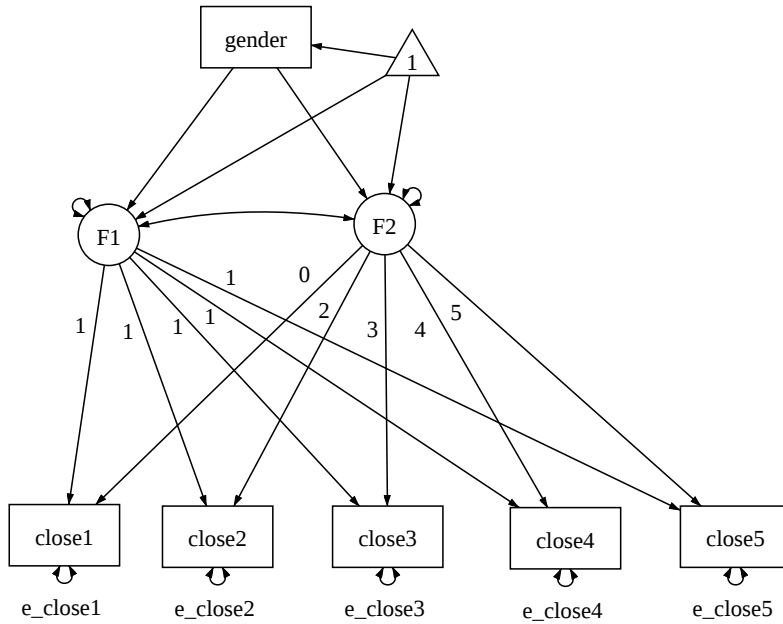 gender
1
F1
F2
1
0
1
1
1
1
2
3
4
5
close1
close2
close3
close4
close5
e_close1
e_close2
e_close3
e_close4
e_close5